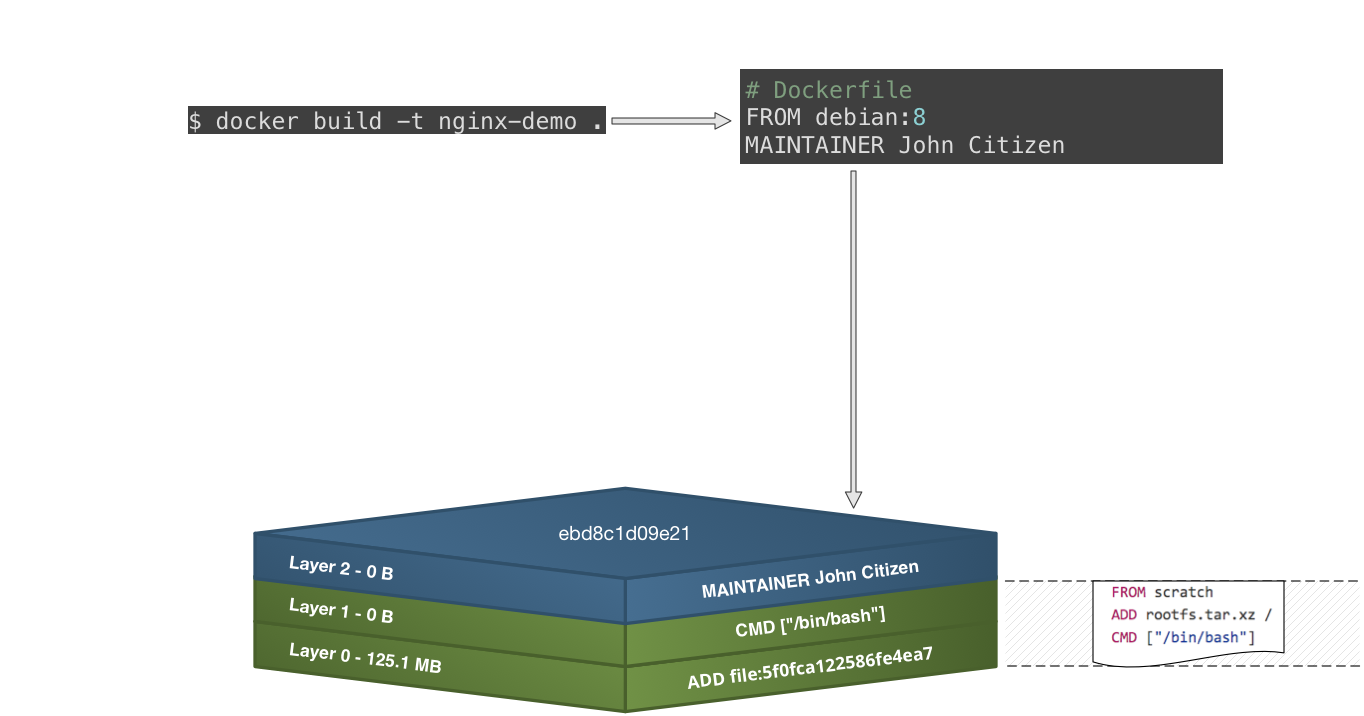 $ docker build -t nginx-demo .
# Dockerfile
FROM debian:8
MAINTAINER John Citizen
ebd8c1d09e21
Layer 2 - 0 B
MAINTAINER John Citizen
Layer 1 - 0 B
CMD ["/bin/bash"]
Layer 0 - 125.1 MB
ADD file:5f0fca122586fe4ea7
FROM scratch
ADD rootfs.tar.xz /
CMD ["/bin/bash"]